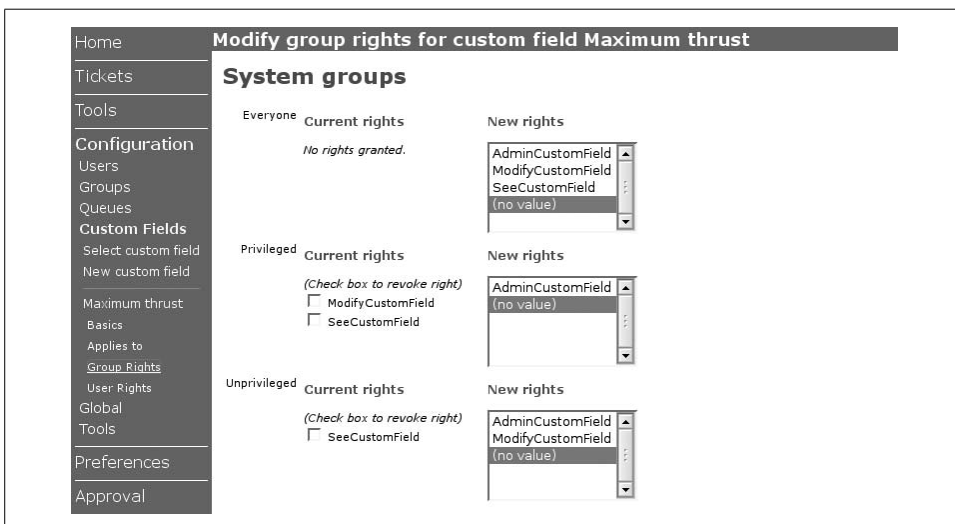 Home
Tickets
Tools
Configuration
Users
Groups
Queues
Custom Fields
Select custom field
New custom field
Maximum thrust
Basics
Applies to
Group Rights
User Rights
Global
Tools
Preferences
Approval
Modify group rights for custom field Maximum thrust
System groups
Everyone
Current rights
No rights granted.
New rights
AdminCustomField
ModifyCustomField
SeeCustomField
(no value)
Privileged
Current rights
(Check box to revoke right)
ModifyCustomField
SeeCustomField
New rights
AdminCustomField
(no value)
Unprivileged
Current rights
(Check box to revoke right)
SeeCustomField
New rights
AdminCustomField
ModifyCustomField
(no value)